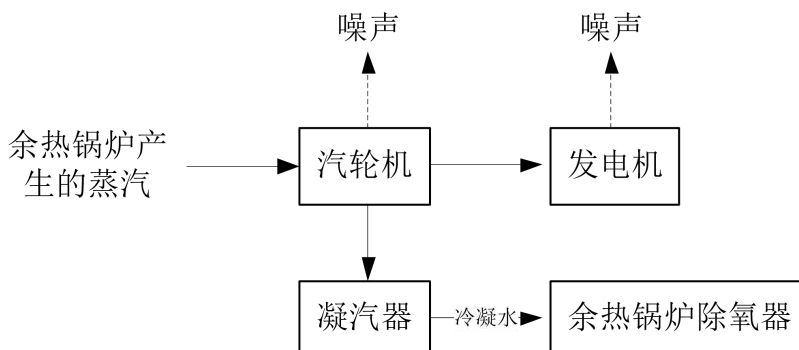 噪声
噪声
余热锅炉产
生的蒸汽
汽轮机
发电机
凝汽器
冷凝水
余热锅炉除氧器